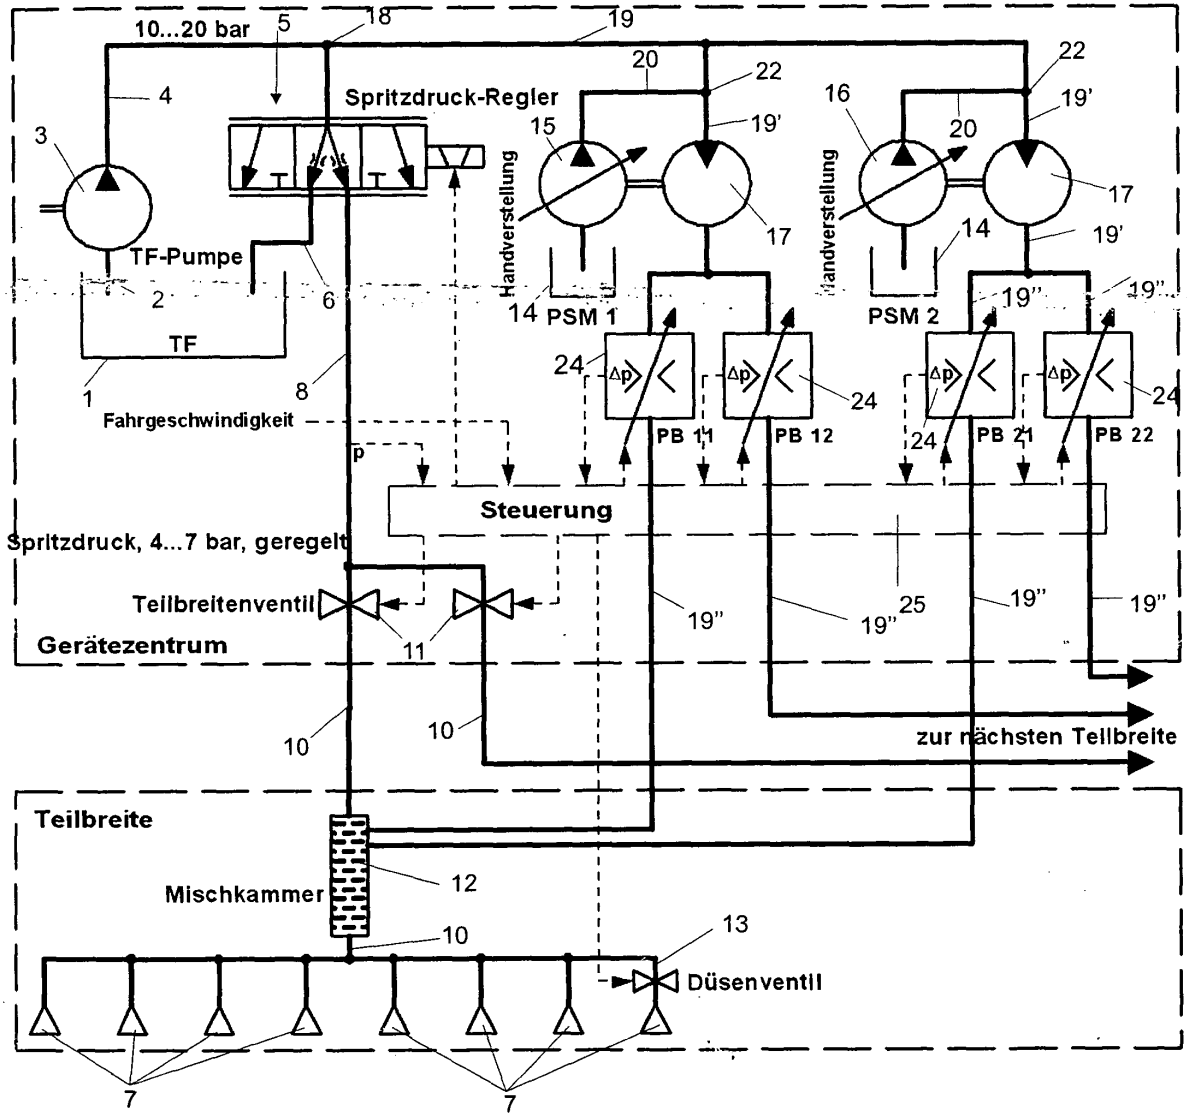 10...20 bar
5
18
19
20
22
22
4
Spritzdruck-Regler
16
19'
3
15
19'
20
Handverstellung
Handverstellung
17
17
TF-Pumpe
14
19'
2
6
14
PSM 1
PSM 2
19"
19"
TF
1
8
24
Δp
Δp
24
Δp
24
Δp
24
Fahrgeschwindigkeit
PB 11
PB 12
PB 21
PB 22
p
Steuerung
Spritzdruck, 4...7 bar, geregelt
Teilbreitenventil
11
19"
19"
25
19"
19"
Gerätezentrum
10
10
zur nächsten Teilbreite
Teilbreite
Mischkammer
12
10
13
Düsenventil
7
7